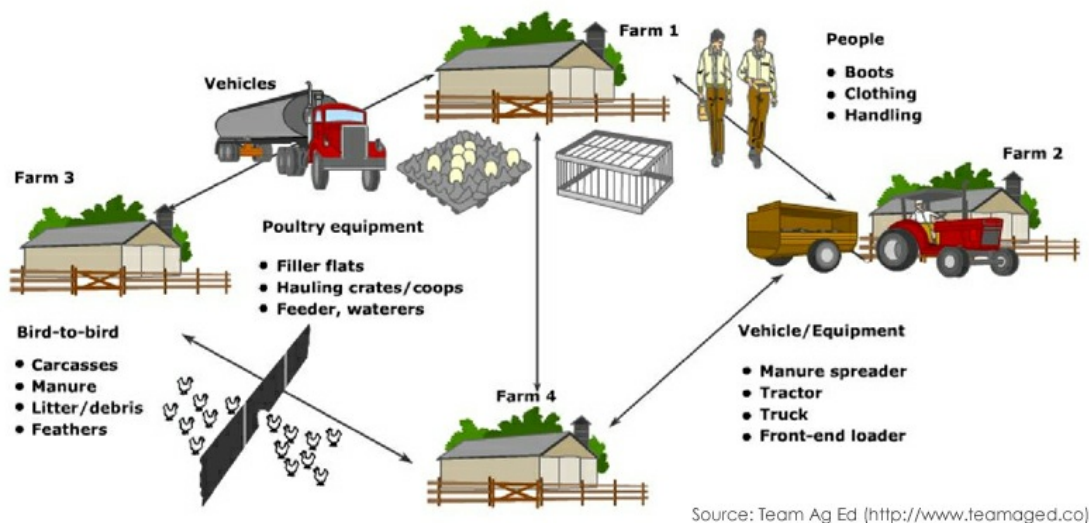 Farm 1
People
• Boots
• Clothing
• Handling
Vehicles
Farm 2
Farm 3
Poultry equipment
• Filler flats
• Hauling crates/coops
• Feeder, waterers
Bird-to-bird
• Carcasses
• Manure
• Litter/debris
• Feathers
Vehicle/Equipment
• Manure spreader
• Tractor
• Truck
• Front-end loader
Farm 4
Source: Team Ag Ed (http://www.teamaged.co)